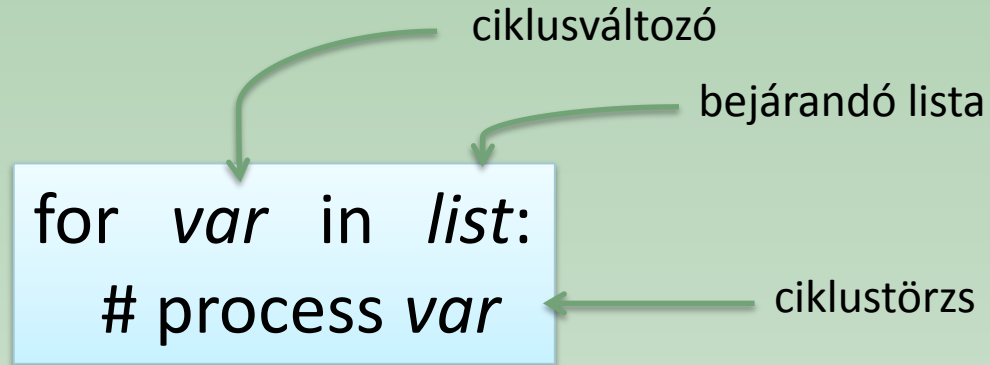 ciklusváltozó
bejárandó lista
for var in list:
# process var
ciklustörzs